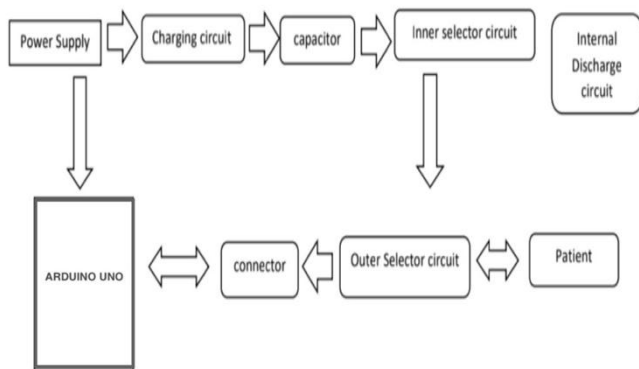 Power Supply
Charging circuit
capacitor
Inner selector circuit
Internal
Discharge
circuit
ARDUINO UNO
connector
Outer Selector circuit
Patient